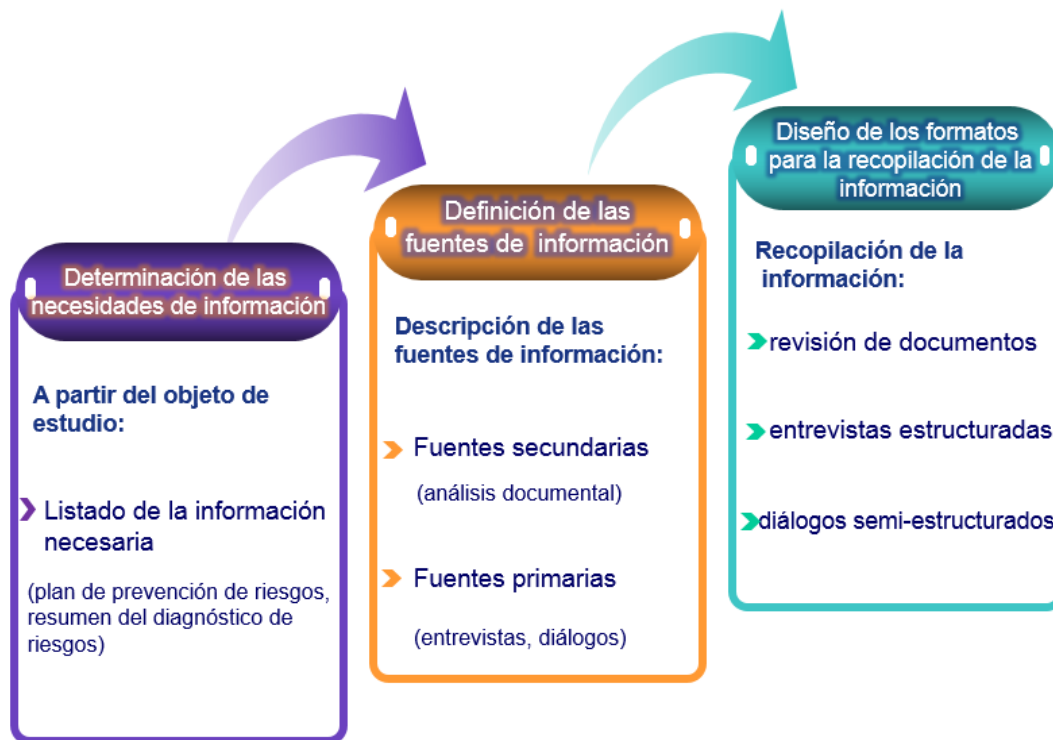 Determinación de las
necesidades de información
A partir del objeto de
estudio:
Listado de la información
necesaria
(plan de prevención de riesgos,
resumen del diagnóstico de
riesgos)
Definición de las
fuentes de información
Descripción de las
fuentes de información:
Fuentes secundarias
(análisis documental)
Fuentes primarias
(entrevistas, diálogos)
Diseño de los formatos
para la recopilación de la
información
Recopilación de la
información:
revisión de documentos
entrevistas estructuradas
diálogos semi-estructurados